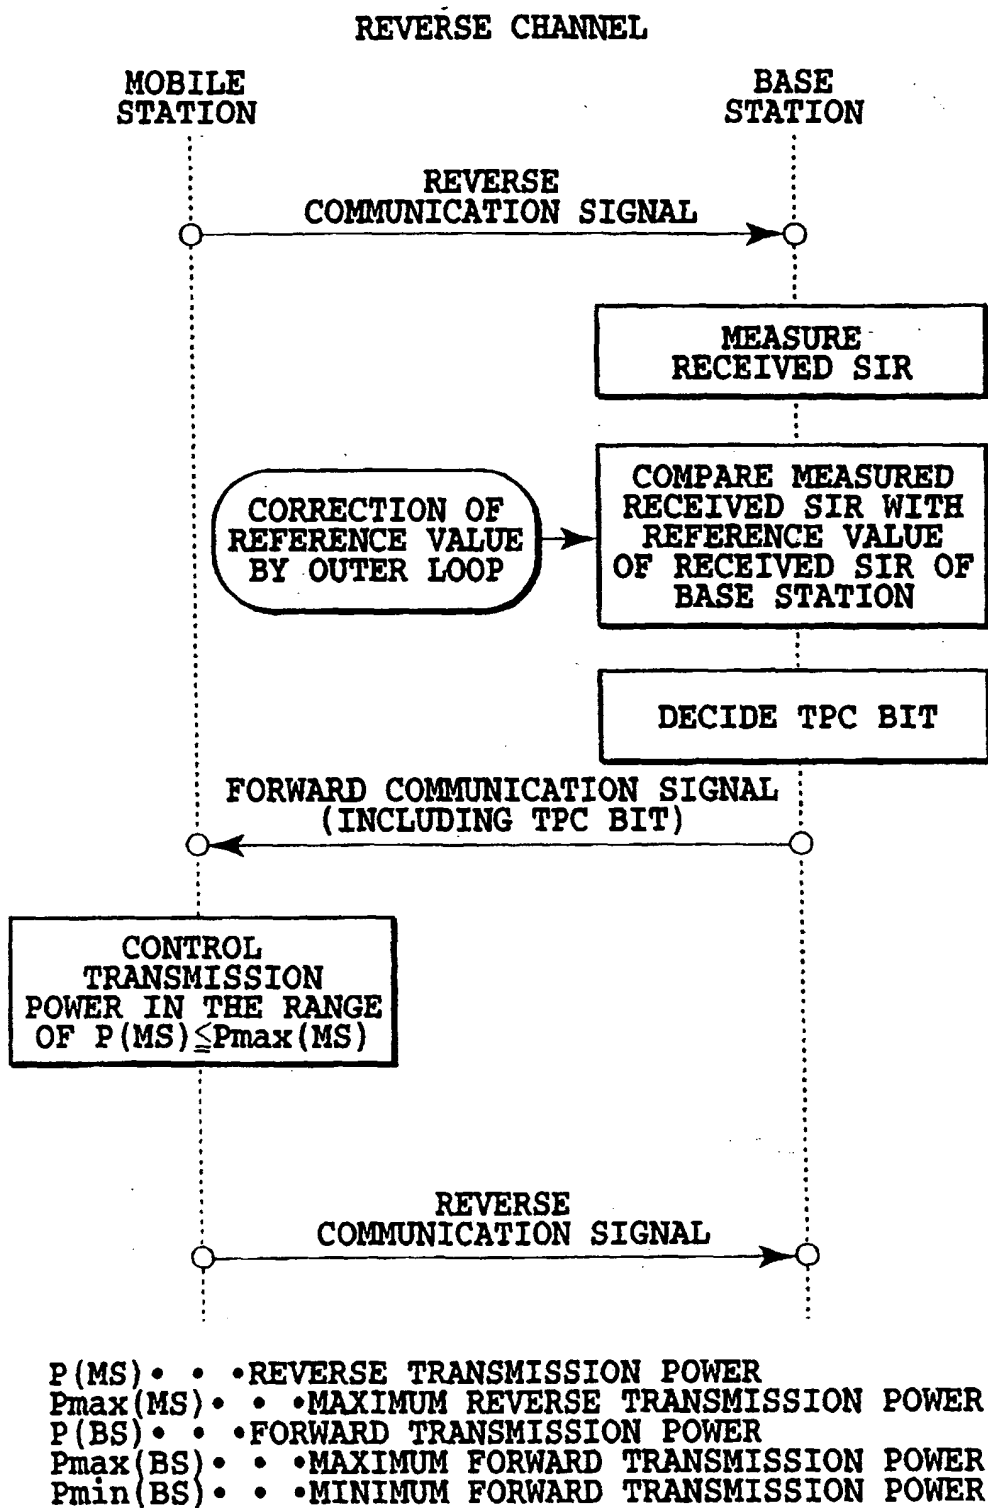 REVERSE CHANNEL
MOBILE
STATION
BASE
STATION
REVERSE
COMMUNICATION SIGNAL
MEASURE
RECEIVED SIR
CORRECTION OF
REFERENCE VALUE
BY OUTER LOOP
COMPARE MEASURED
RECEIVED SIR WITH
REFERENCE VALUE
OF RECEIVED SIR OF
BASE STATION
DECIDE TPC BIT
FORWARD COMMUNICATION SIGNAL
(INCLUDING TPC BIT)
CONTROL
TRANSMISSION
POWER IN THE RANGE
OF P(MS)≦Pmax(MS)
REVERSE
COMMUNICATION SIGNAL
P(MS)• • •REVERSE TRANSMISSION POWER
Pmax(MS)• • •MAXIMUM REVERSE TRANSMISSION POWER
P(BS)• • •FORWARD TRANSMISSION POWER
Pmax(BS)• • •MAXIMUM FORWARD TRANSMISSION POWER
Pmin(BS)• • •MINIMUM FORWARD TRANSMISSION POWER